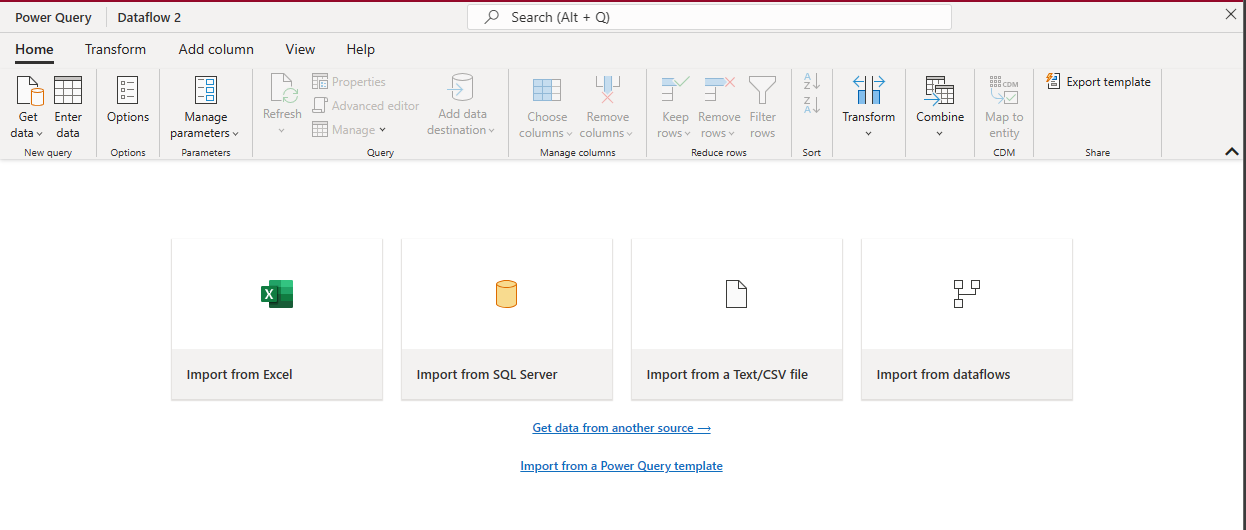 Power Query Dataflow 2 Search (Alt + Q)
Home Transform Add column View Help
Get data
Enter data
New query
Options
Options
Manage parameters
Parameters
Refresh
Properties
Advanced editor
Manage
Add data destination
Query
Choose columns
Remove columns
Manage columns
Keep rows
Remove rows
Filter rows
Reduce rows
A
Z
Z
A
Sort
Transform
Combine
CDM
Map to entity
CDM
Export template
Share
X
Import from Excel
Import from SQL Server
Import from a Text/CSV file
Import from dataflows
Get data from another source →
Import from a Power Query template